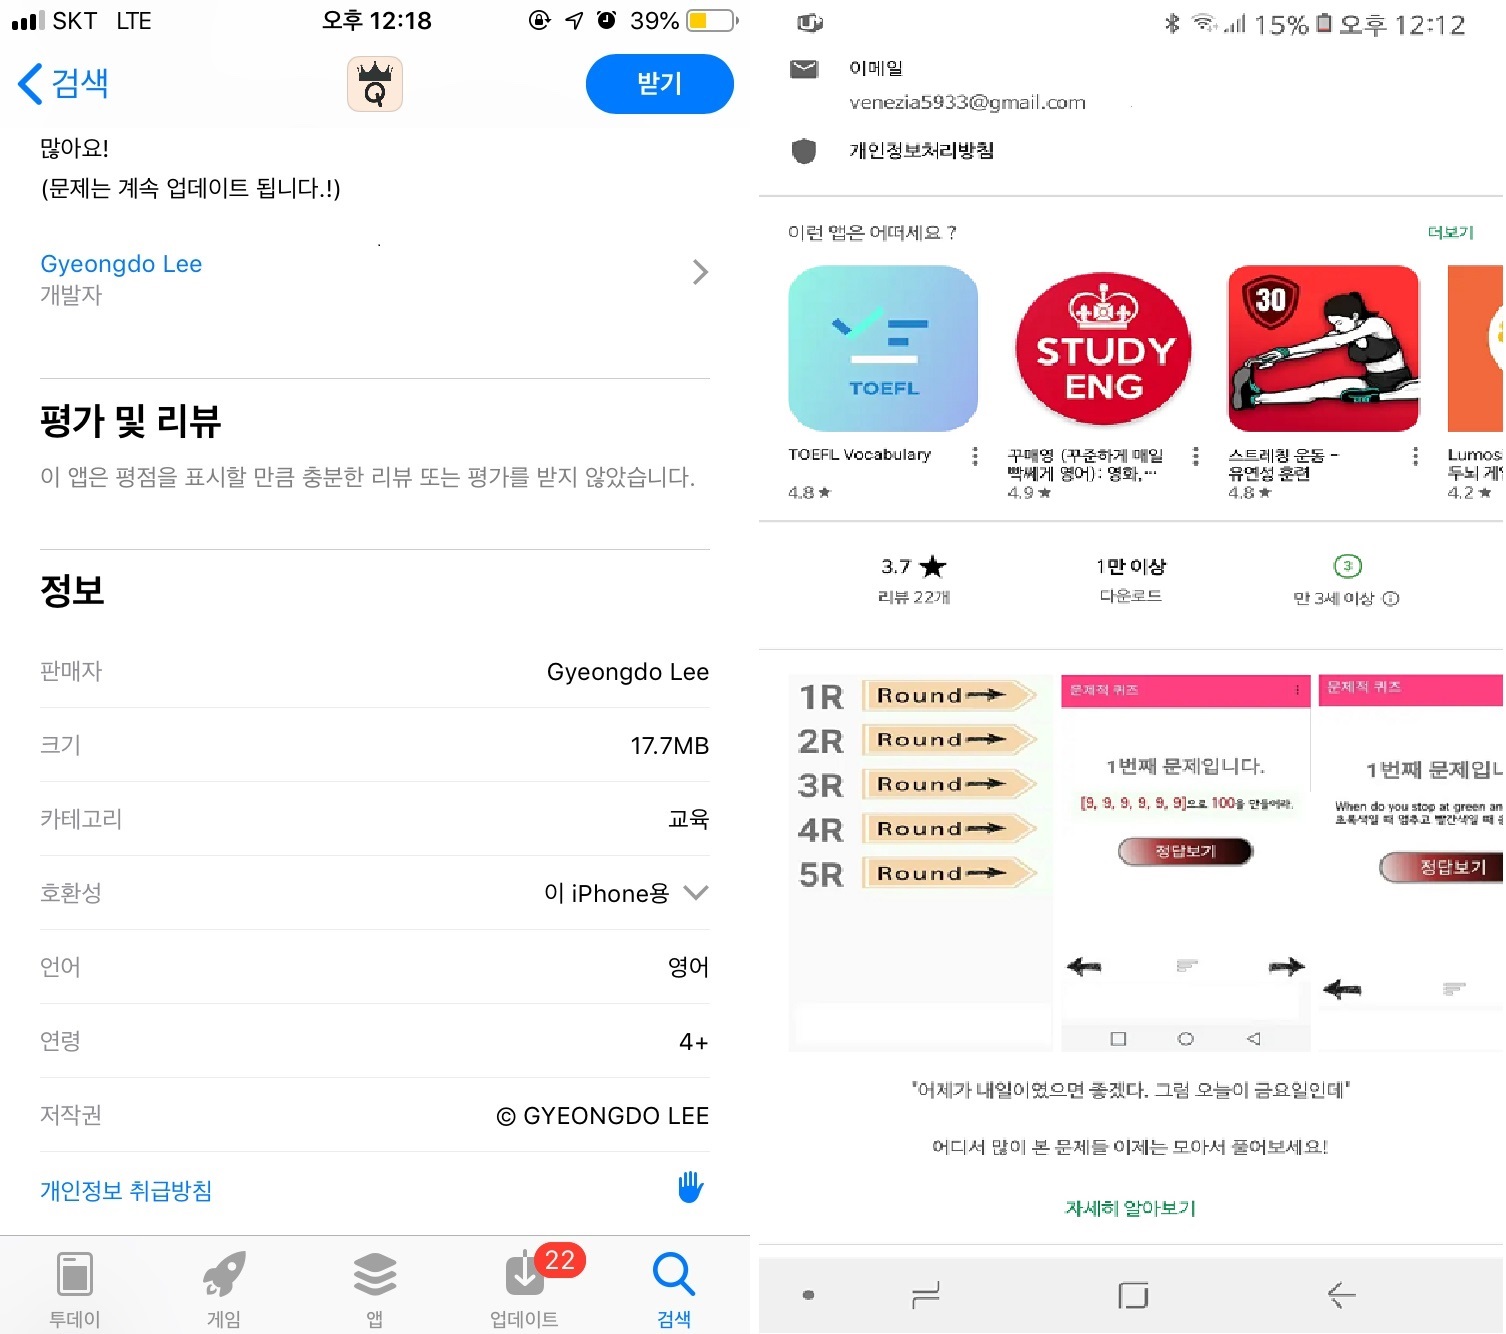 SKT LTE 오후 12:18 39%
검색
Q
받기
많아요!
(문제는 계속 업데이트 됩니다.!)
Gyeongdo Lee
개발자
평가 및 리뷰
이 앱은 평점을 표시할 만큼 충분한 리뷰 또는 평가를 받지 않았습니다.
정보
판매자 Gyeongdo Lee
크기 17.7MB
카테고리 교육
호환성 이 iPhone용
언어 영어
연령 4+
저작권 © GYEONGDO LEE
개인정보 취급방침
22
투데이 게임 앱 업데이트 검색
15% 오후 12:12
이메일
venezia5933@gmail.com
개인정보처리방침
이런 앱은 어떠세요 ?
더보기
TOEFL
STUDY
ENG
30
TOEFL Vocabulary
4.8 ★
꾸매영 (꾸준하게 매일
빡쎄게 영어) : 영화,...
4.9 ★
스트레칭 운동 -
유연성 훈련
4.8 ★
Lumos
두뇌 게
4.2 ★
3.7 ★
리뷰 22개
1만 이상
다운로드
3
만 3세 이상
1R Round
2R Round
3R Round
4R Round
5R Round
문제적 퀴즈
1번째 문제입니다.
[9, 9, 9, 9, 9, 9]으로 100을 만들어라.
정답보기
문제적 퀴즈
1번째 문제입니
When do you stop at green an
초록색일 때 멈추고 빨간색일 때
정답보기
"어제가 내일이였으면 좋겠다. 그럼 오늘이 금요일인데"
어디서 많이 본 문제들 이제는 모아서 풀어보세요!
자세히 알아보기